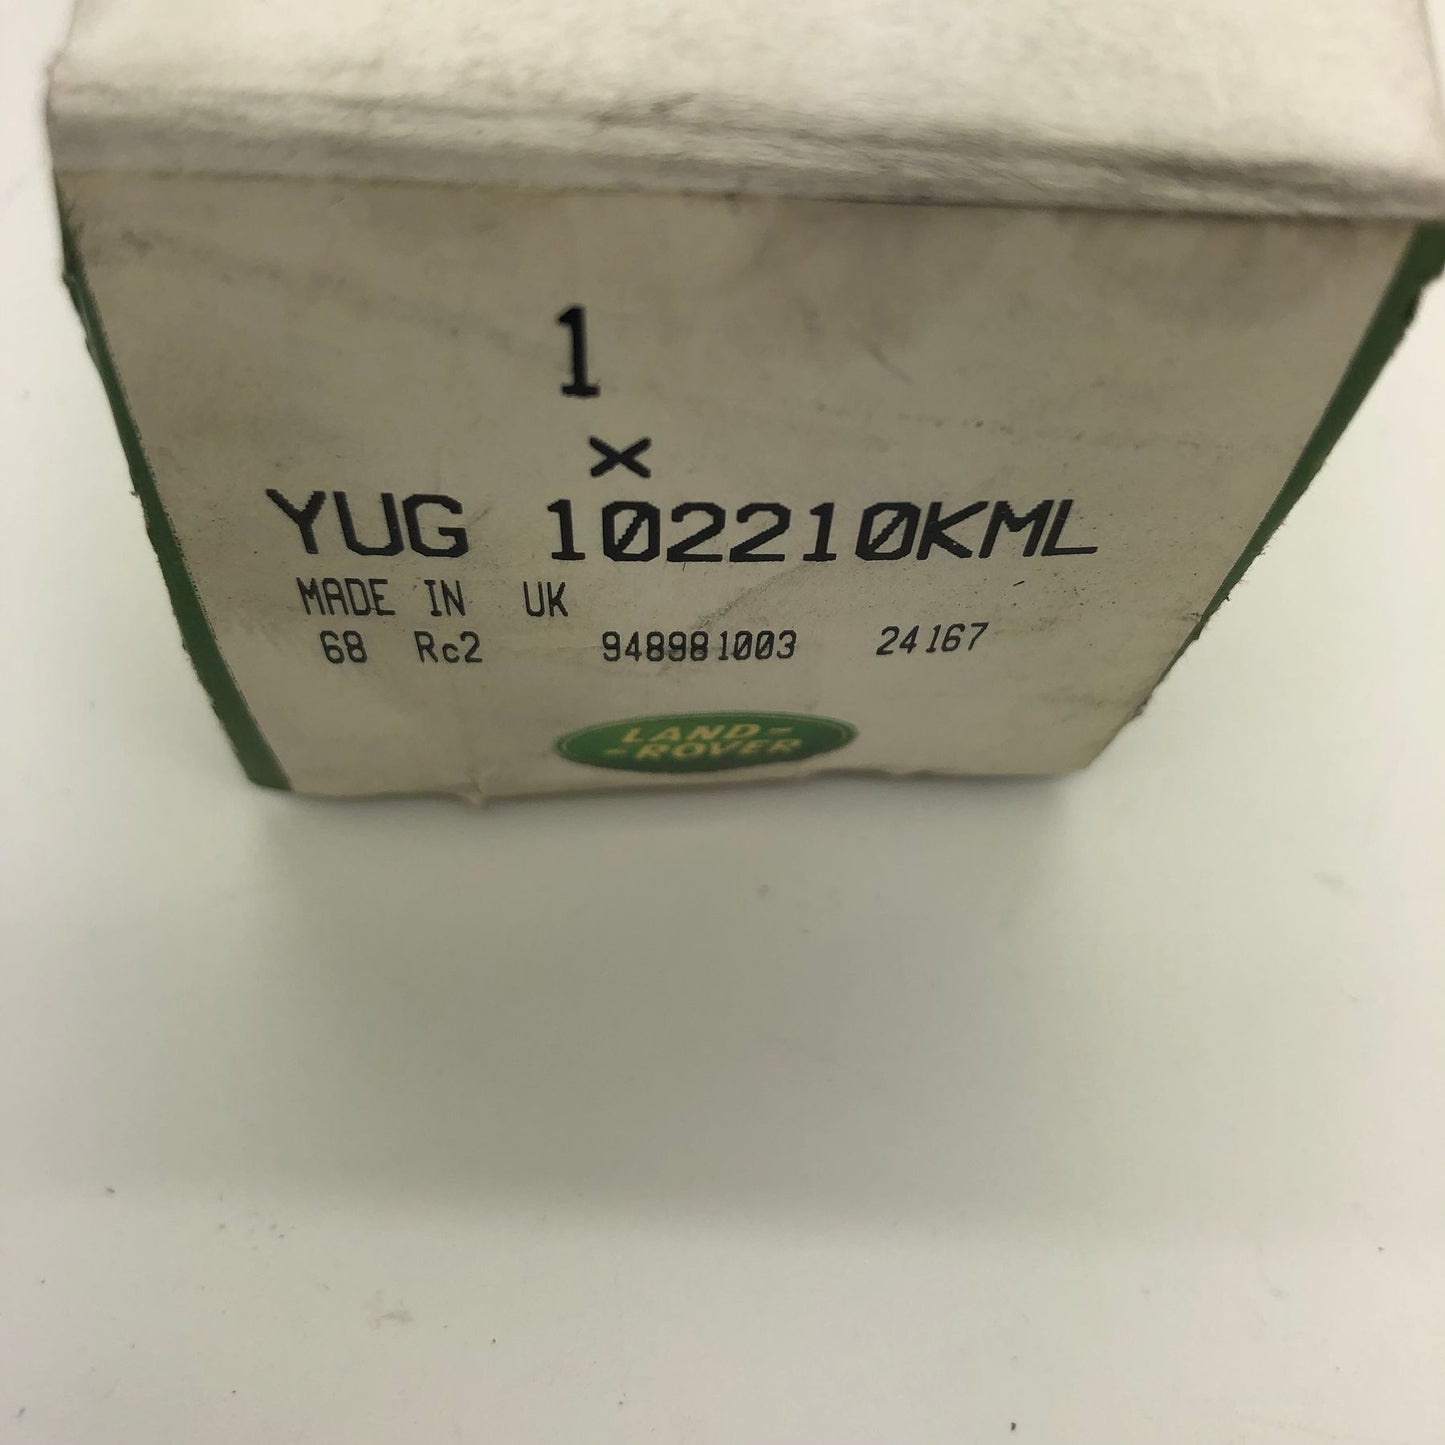 1
×
YUG 102210KML
MADE IN UK
68 Rc2 948981003 24167
LAND-
-ROVER